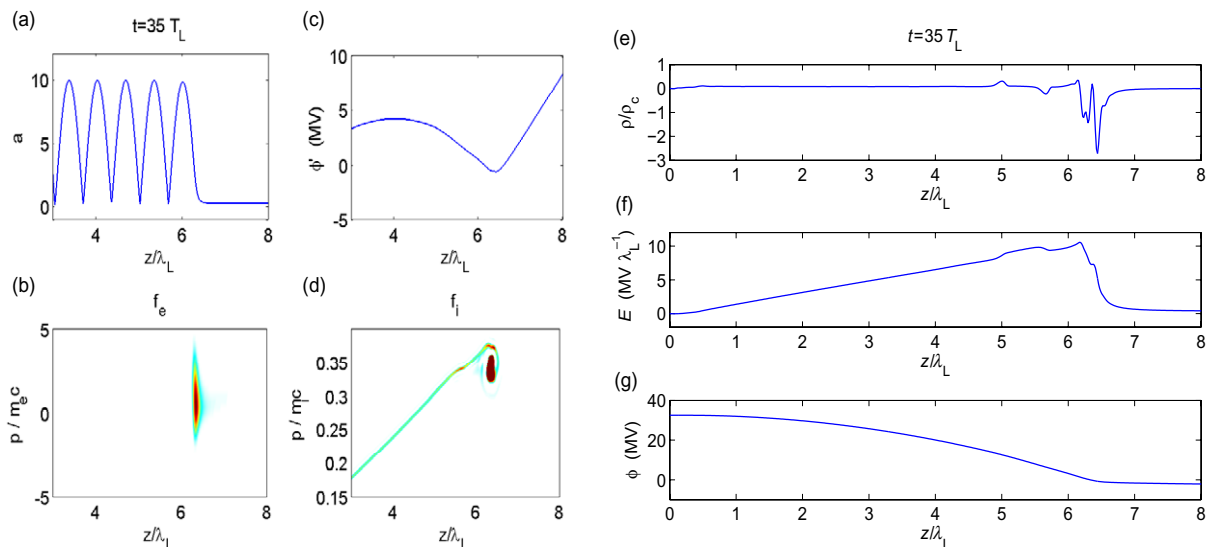 (a)
t=35 T_L
10
5
0
a
4
6
8
z/λ_L
(c)
10
5
0
-5
ϕ' (MV)
4
6
8
z/λ_L
(b)
f_e
5
0
-5
p / m_e c
4
6
8
z/λ_L
(d)
f_i
0.35
0.3
0.25
0.2
0.15
p / m_i c
4
6
8
z/λ_L
(e)
t=35 T_L
1
0
-1
-2
-3
ρ/ρ_c
0 1 2 3 4 5 6 7 8
z/λ_L
(f)
10
5
0
E (MV λ_L^-1)
0 1 2 3 4 5 6 7 8
z/λ_L
(g)
40
20
0
ϕ (MV)
0 1 2 3 4 5 6 7 8
z/λ_L